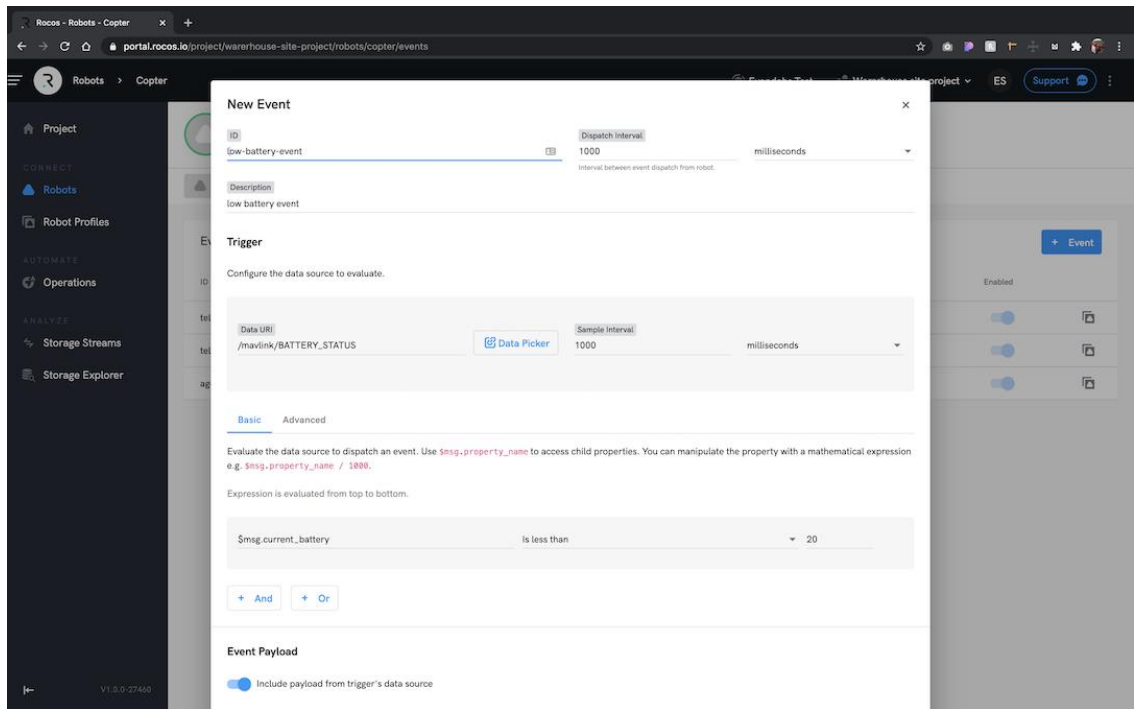 Rocos - Robots - Copter
portal.rocos.io/project/warerhouse-site-project/robots/copter/events
Robots > Copter
project
ES
Support
New Event
Project
ID
low-battery-event
Dispatch Interval
1000
milliseconds
Interval between event dispatch from robot.
CONNECT
Robots
Description
low battery event
Robot Profiles
Trigger
+ Event
AUTOMATE
Operations
Configure the data source to evaluate.
ID
Enabled
ANALYZE
Storage Streams
Data URI
/mavlink/BATTERY_STATUS
Data Picker
Sample Interval
1000
milliseconds
Storage Explorer
Basic
Advanced
Evaluate the data source to dispatch an event. Use $msg.property_name to access child properties. You can manipulate the property with a mathematical expression
e.g. $msg.property_name / 1000.
Expression is evaluated from top to bottom.
$msg.current_battery
Is less than
20
+ And
+ Or
Event Payload
Include payload from trigger's data source
V1.0.0-27460